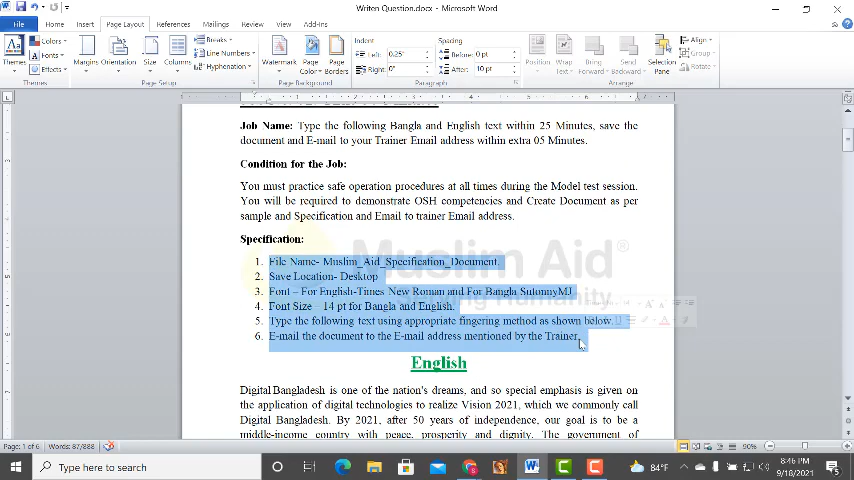 Writen Question.docx - Microsoft Word
File Home Insert Page Layout References Mailings Review View Add-Ins
Themes Colors Fonts Effects Margins Orientation Size Columns Breaks Line Numbers Hyphenation Watermark Page Color Page Borders Indent Left: 0.25" Right: 0" Spacing Before: 0 pt After: 10 pt Position Wrap Text Bring Forward Send Backward Selection Pane Align Group Rotate
Themes Page Setup Page Background Paragraph Arrange
Job Name: Type the following Bangla and English text within 25 Minutes, save the
document and E-mail to your Trainer Email address within extra 05 Minutes.
Condition for the Job:
You must practice safe operation procedures at all times during the Model test session.
You will be required to demonstrate OSH competencies and Create Document as per
sample and Specification and Email to trainer Email address.
Specification:
Muslim Aid®
Serving Humanity
1. File Name- Muslim_Aid_Specification_Document.
2. Save Location- Desktop
3. Font – For English-Times New Roman and For Bangla SutonnyMJ
4. Font Size – 14 pt for Bangla and English.
5. Type the following text using appropriate fingering method as shown below.
6. E-mail the document to the E-mail address mentioned by the Trainer.
English
Digital Bangladesh is one of the nation's dreams, and so special emphasis is given on
the application of digital technologies to realize Vision 2021, which we commonly call
Digital Bangladesh. By 2021, after 50 years of independence, our goal is to be a
middle-income country with peace, prosperity and dignity. The government of
Page: 1 of 6 Words: 87/888 90%
Type here to search 84°F 8:46 PM
9/18/2021 5